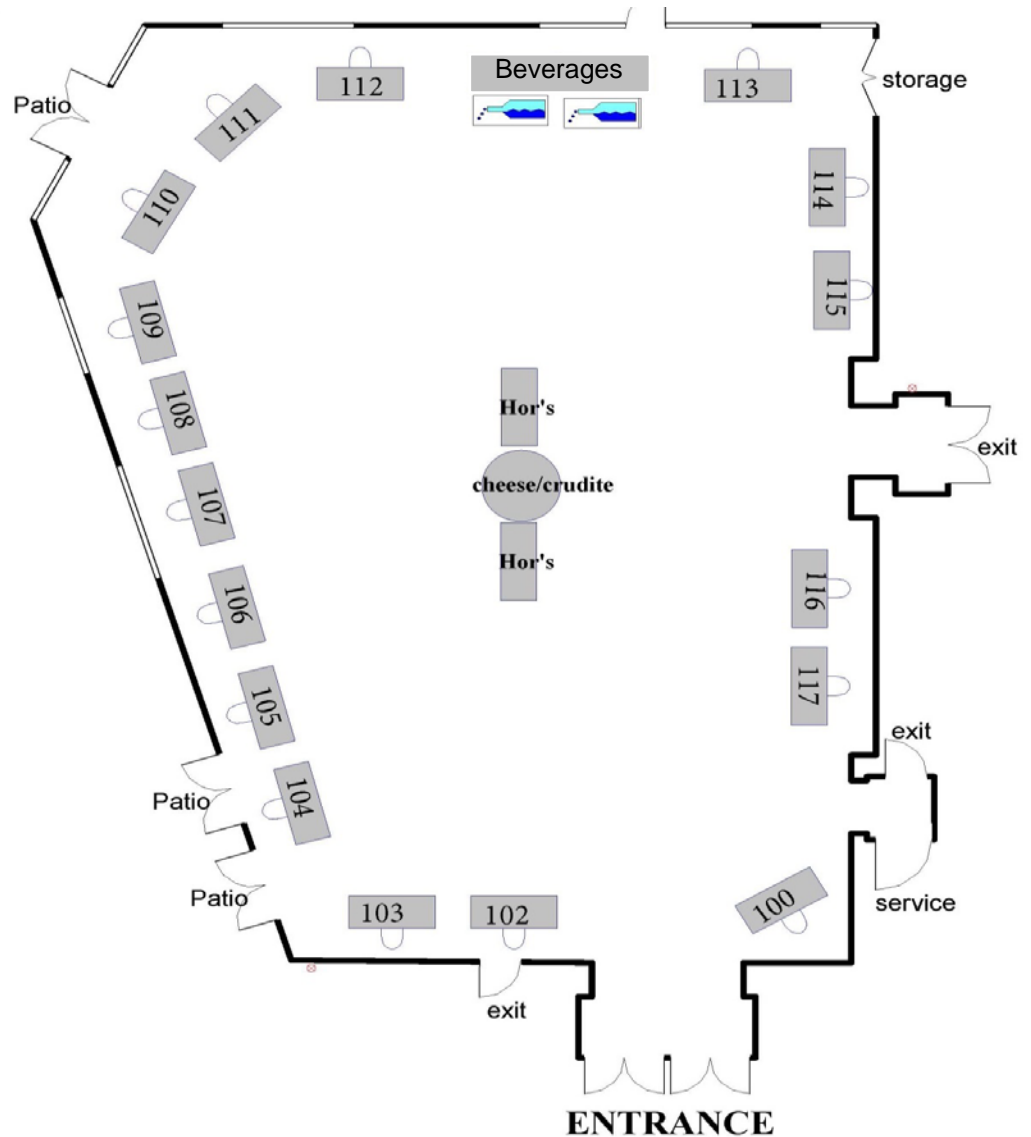 Beverages
112
113
storage
Patio
111
114
110
115
109
108
Hor's
exit
cheese/crudite
107
Hor's
116
106
117
105
exit
104
Patio
Patio
100
service
103
102
exit
ENTRANCE